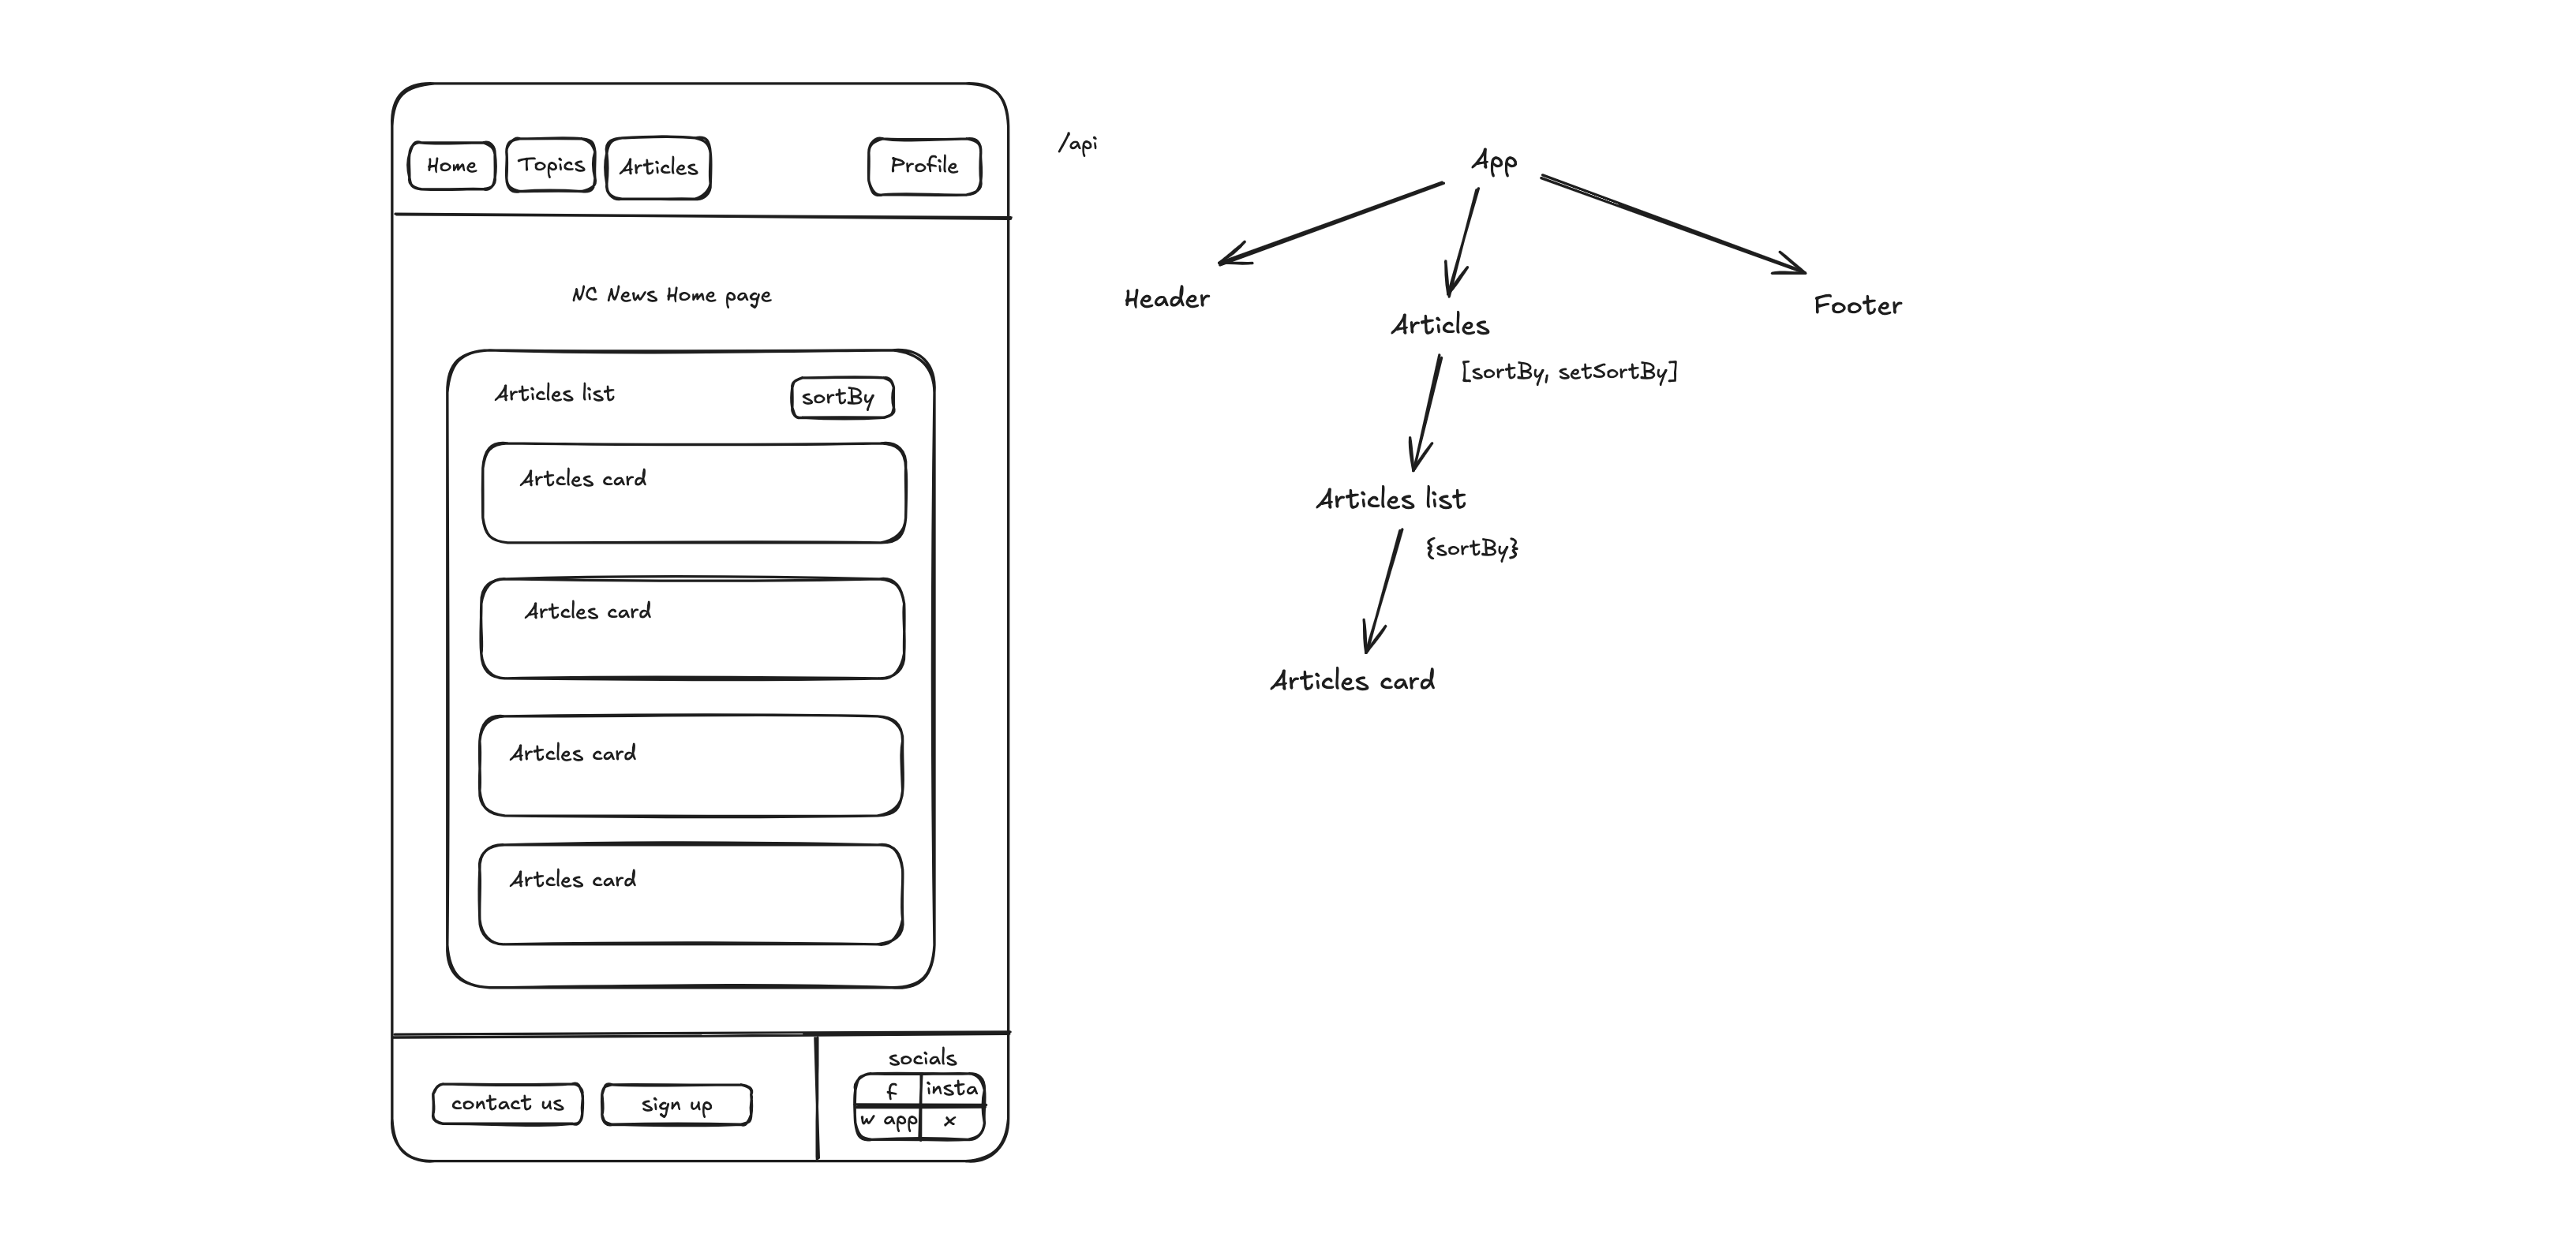 Home
Topics
Articles
Profile
NC News Home page
Articles list
sortBy
Artcles card
Artcles card
Artcles card
Artcles card
contact us
sign up
socials
f
insta
w app
x
/api
App
Header
Articles
Footer
[sortBy, setSortBy]
Articles list
{sortBy}
Articles card